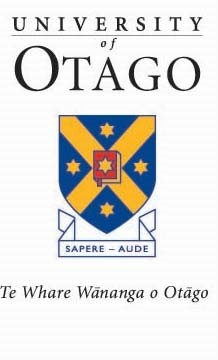 UNIVERSITY
of
OTAGO
SAPERE – AUDE
Te Whare Wānanga o Otāgo